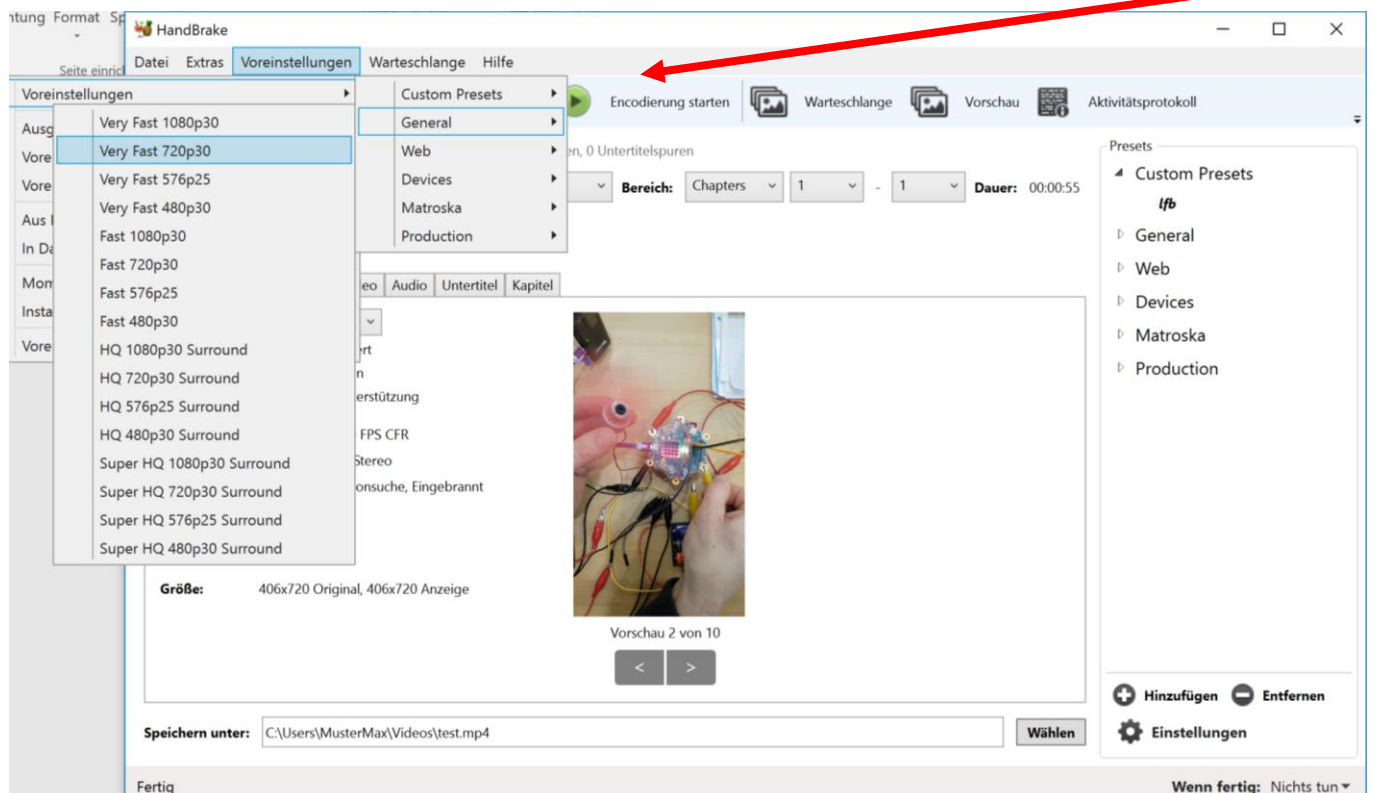 htung Format Sp
HandBrake
Seite einric
Datei Extras Voreinstellungen Warteschlange Hilfe
Voreinstellungen
Custom Presets
General
Web
Devices
Matroska
Production
Encodierung starten Warteschlange Vorschau Aktivitätsprotokoll
Ausg
Vore
Vore
Aus
In Da
Mom
Insta
Vore
Very Fast 1080p30
Very Fast 720p30
Very Fast 576p25
Very Fast 480p30
Fast 1080p30
Fast 720p30
Fast 576p25
Fast 480p30
HQ 1080p30 Surround
HQ 720p30 Surround
HQ 576p25 Surround
HQ 480p30 Surround
Super HQ 1080p30 Surround
Super HQ 720p30 Surround
Super HQ 576p25 Surround
Super HQ 480p30 Surround
en, 0 Untertitelspuren
Bereich: Chapters 1 - 1 Dauer: 00:00:55
eo Audio Untertitel Kapitel
ert
n
erstützung
FPS CFR
Stereo
onsuche, Eingebrannt
Größe: 406x720 Original, 406x720 Anzeige
Vorschau 2 von 10
< >
Speichern unter: C:\Users\MusterMax\Videos\test.mp4 Wählen
Presets
Custom Presets
lfb
General
Web
Devices
Matroska
Production
Hinzufügen Entfernen
Einstellungen
Fertig
Wenn fertig: Nichts tun